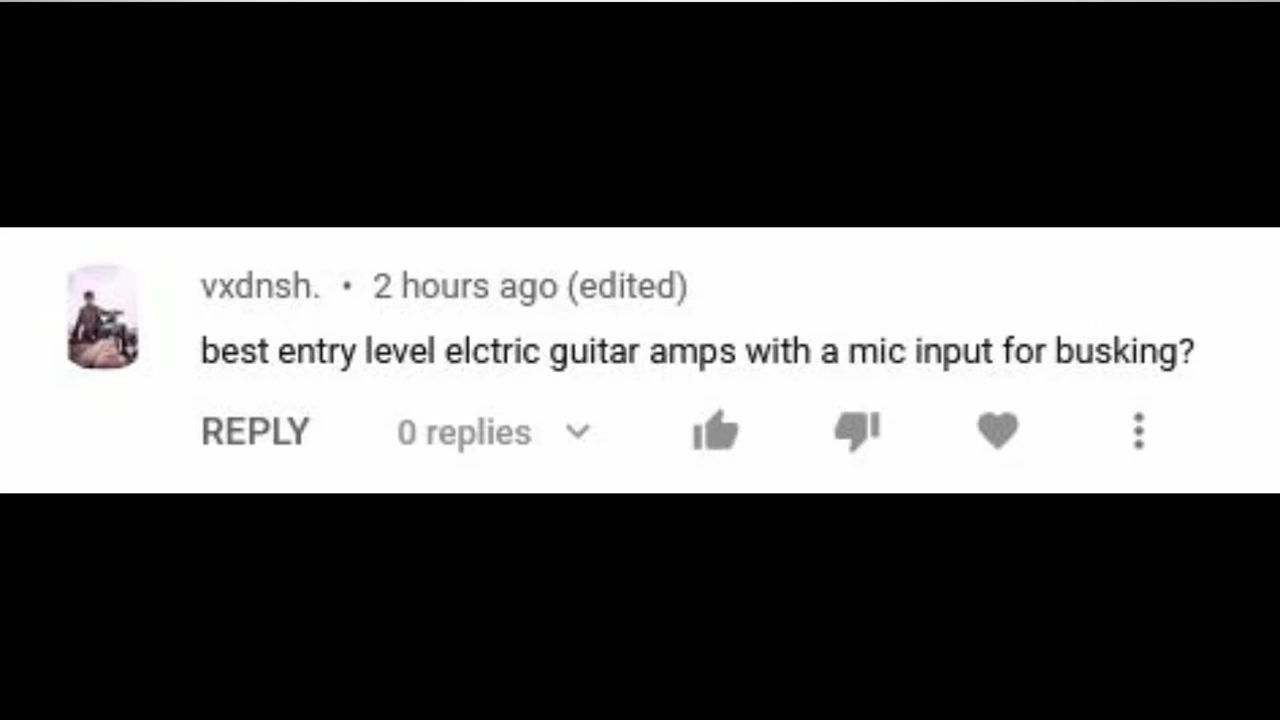 vxdnsh. • 2 hours ago (edited)
best entry level elctric guitar amps with a mic input for busking?
REPLY 0 replies